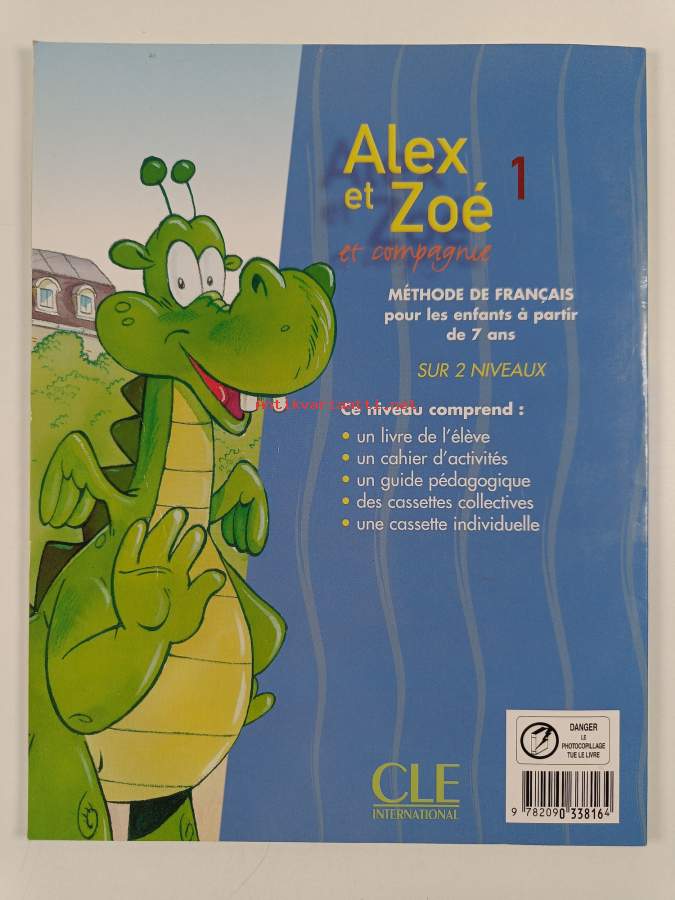 Alex
et Zoé 1
et compagnie
MÉTHODE DE FRANÇAIS
pour les enfants à partir
de 7 ans
SUR 2 NIVEAUX
Antikvariaatti.net
Ce niveau comprend :
• un livre de l'élève
• un cahier d'activités
• un guide pédagogique
• des cassettes collectives
• une cassette individuelle
DANGER
LE
PHOTOCOPILLAGE
TUE LE LIVRE
CLE
INTERNATIONAL
9 782090 338164